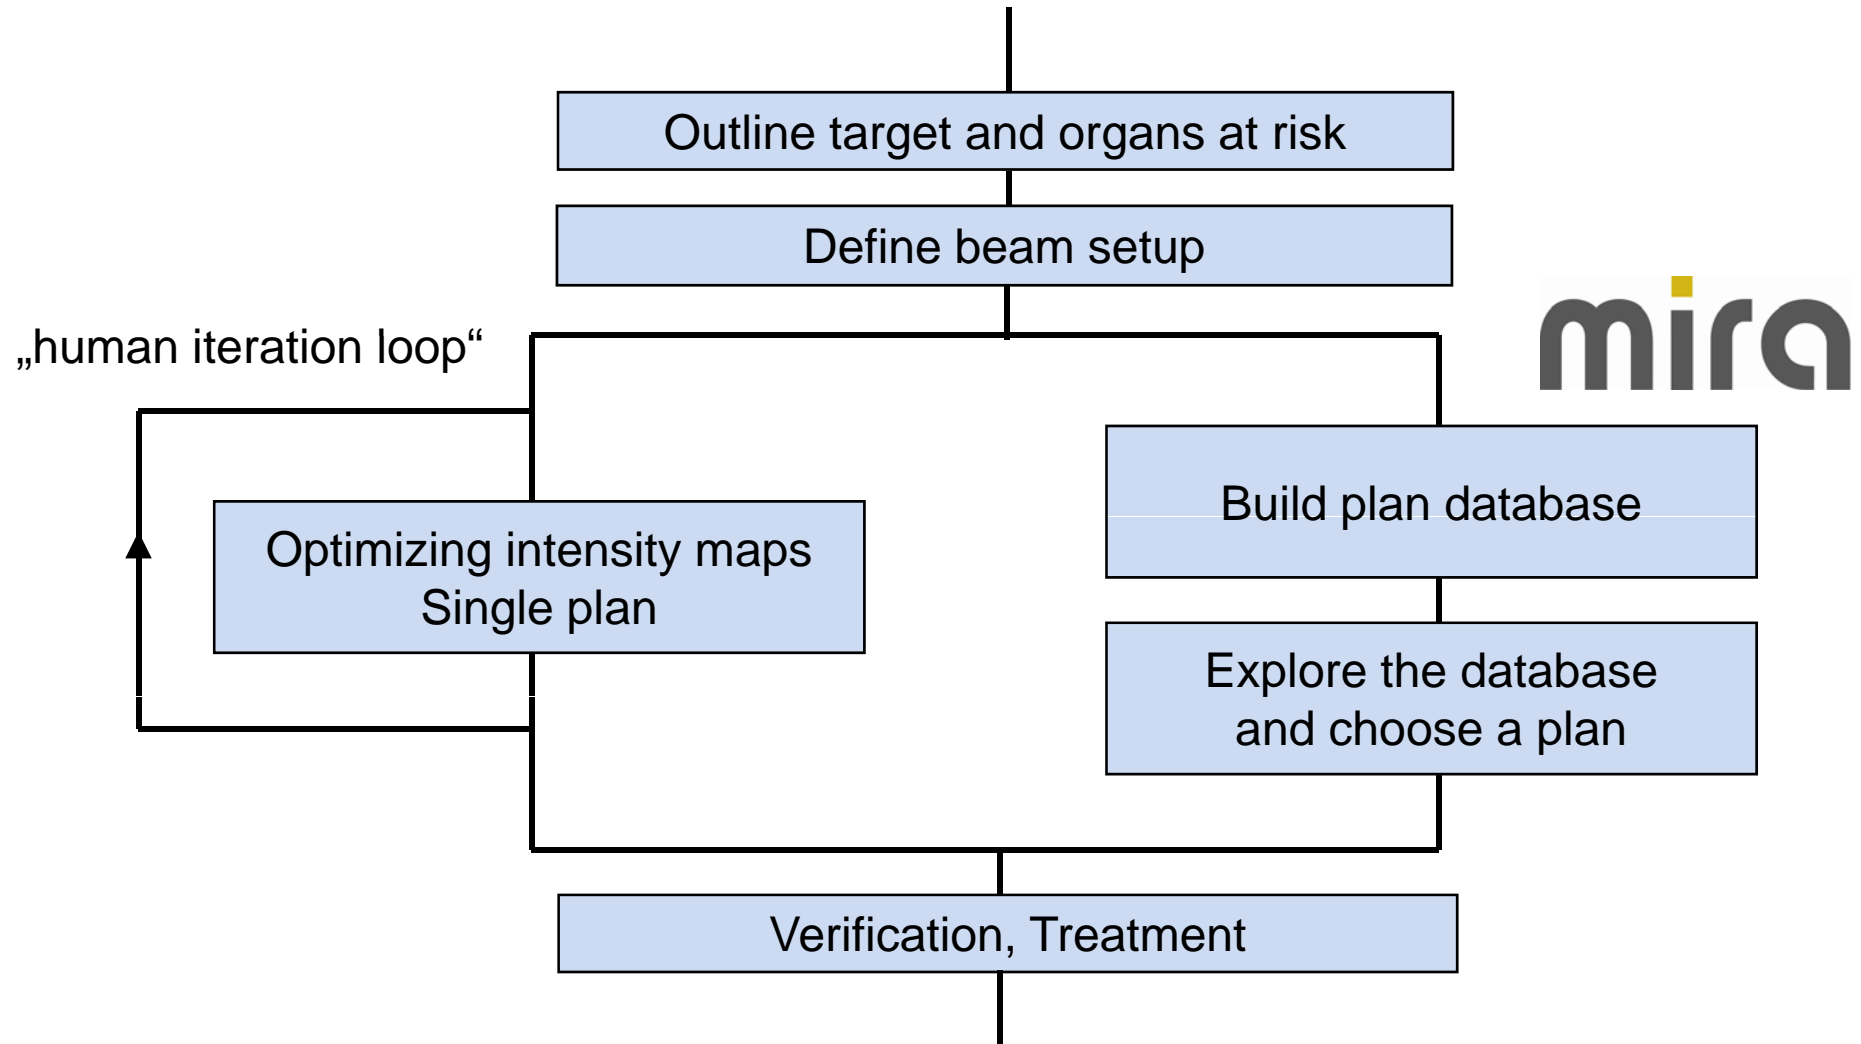 Outline target and organs at risk
Define beam setup
„human iteration loop“
mira
Optimizing intensity maps
Single plan
Build plan database
Explore the database
and choose a plan
Verification, Treatment